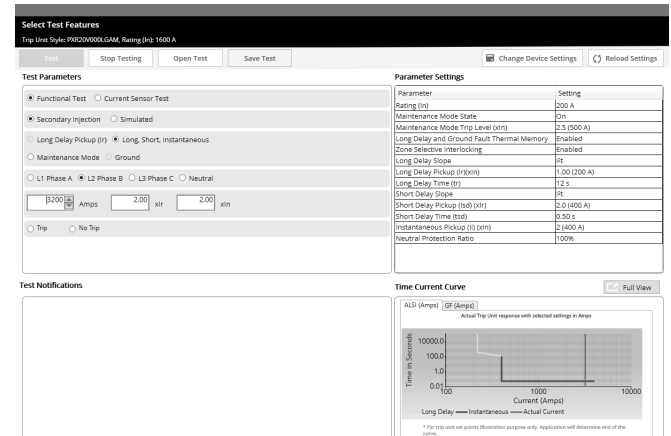 Select Test Features
Trip Unit Style: PXR20V000LGAM, Rating (In): 1600 A
Test Stop Testing Open Test Save Test Change Device Settings Reload Settings
Test Parameters
Functional Test Current Sensor Test
Secondary Injection Simulated
Long Delay Pickup (Ir) Long, Short, Instantaneous
Maintenance Mode Ground
L1 Phase A L2 Phase B L3 Phase C Neutral
3200 Amps 2.00 xIr 2.00 xIn
Trip No Trip
Parameter Settings
Parameter Setting
Rating (In) 200 A
Maintenance Mode State On
Maintenance Mode Trip Level (xIn) 2.5 (500 A)
Long Delay and Ground Fault Thermal Memory Enabled
Zone Selective Interlocking Enabled
Long Delay Slope I²t
Long Delay Pickup (Ir)(xIn) 1.00 (200 A)
Long Delay Time (tr) 12 s
Short Delay Slope I²t
Short Delay Pickup (Isd) (xIr) 2.0 (400 A)
Short Delay Time (tsd) 0.50 s
Instantaneous Pickup (Ii) (xIn) 2 (400 A)
Neutral Protection Ratio 100%
Test Notifications
Time Current Curve Full View
ALSI (Amps) GF (Amps)
Actual Trip Unit response with selected settings in Amps
Time in Seconds
10000.0
100.0
1.0
0.01
100 1000 10000
Current (Amps)
Long Delay Instantaneous Actual Current
* For trip unit set points illustration purpose only. Application will determine end of the
curve.